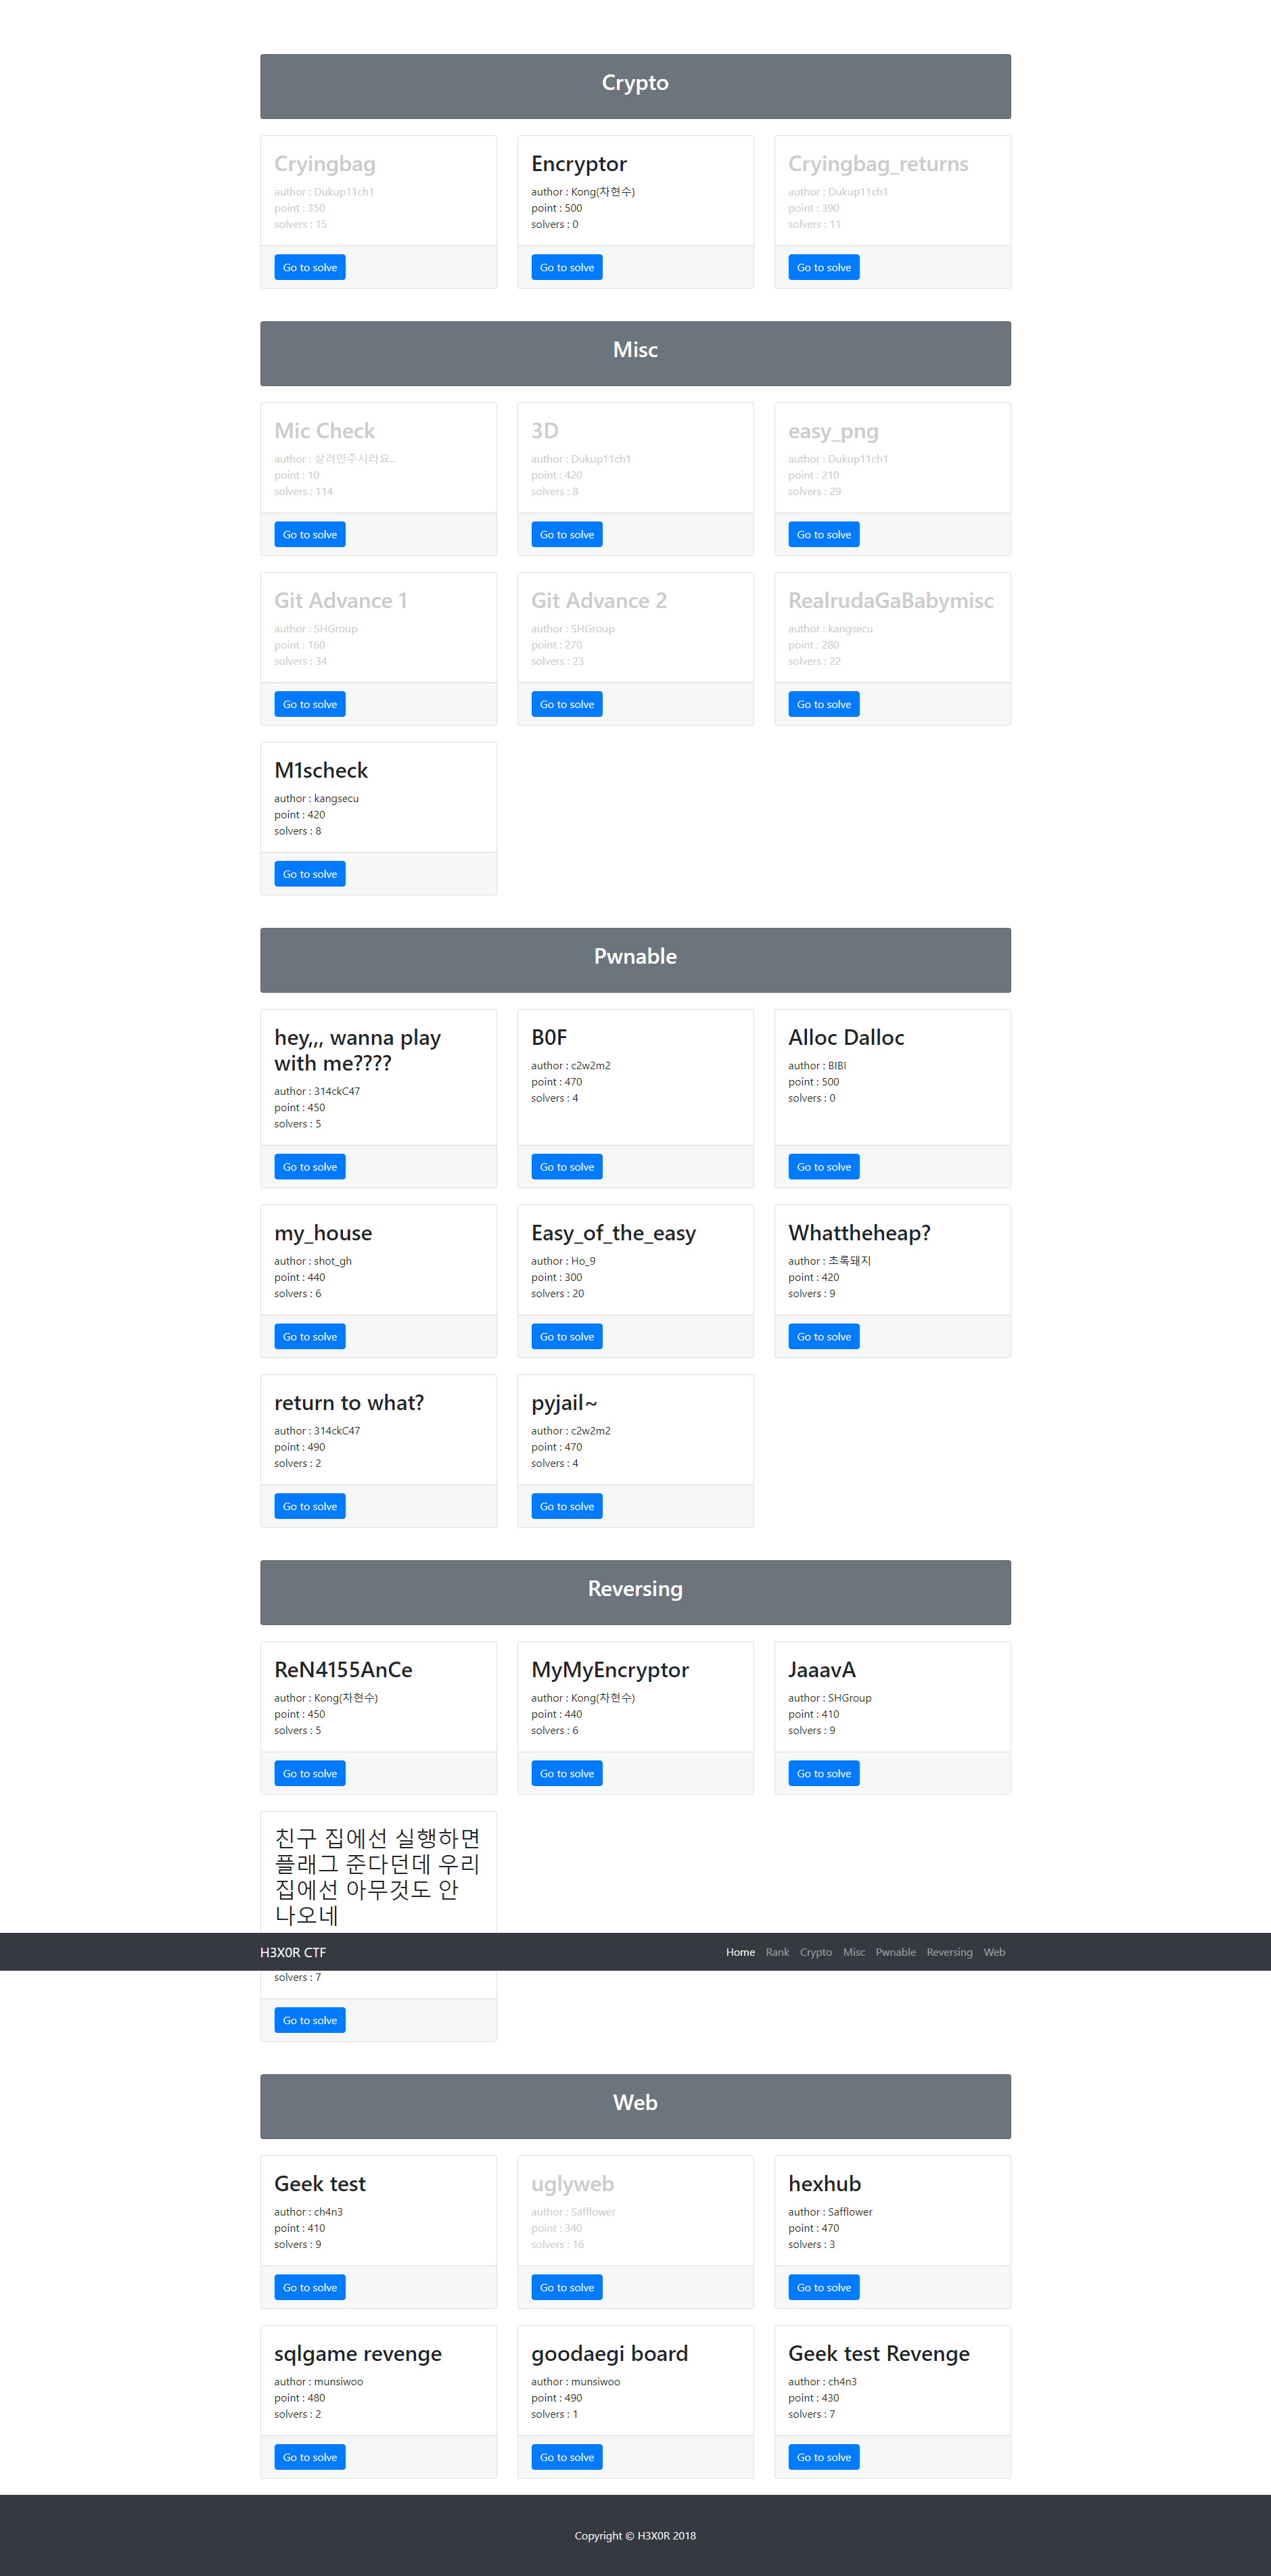 Crypto
Cryingbag
author : Dukup11ch1
point : 350
solvers : 15
Go to solve
Encryptor
author : Kong(차현수)
point : 500
solvers : 0
Go to solve
Cryingbag_returns
author : Dukup11ch1
point : 390
solvers : 11
Go to solve
Misc
Mic Check
author : 살려만주시라요..
point : 10
solvers : 114
Go to solve
3D
author : Dukup11ch1
point : 420
solvers : 8
Go to solve
easy_png
author : Dukup11ch1
point : 210
solvers : 29
Go to solve
Git Advance 1
author : SHGroup
point : 160
solvers : 34
Go to solve
Git Advance 2
author : SHGroup
point : 270
solvers : 23
Go to solve
RealrudaGaBabymisc
author : kangsecu
point : 280
solvers : 22
Go to solve
M1scheck
author : kangsecu
point : 420
solvers : 8
Go to solve
Pwnable
hey,,, wanna play
with me????
author : 314ckC47
point : 450
solvers : 5
Go to solve
B0F
author : c2w2m2
point : 470
solvers : 4
Go to solve
Alloc Dalloc
author : BIBI
point : 500
solvers : 0
Go to solve
my_house
author : shot_gh
point : 440
solvers : 6
Go to solve
Easy_of_the_easy
author : Ho_9
point : 300
solvers : 20
Go to solve
Whattheheap?
author : 초록돼지
point : 420
solvers : 9
Go to solve
return to what?
author : 314ckC47
point : 490
solvers : 2
Go to solve
pyjail~
author : c2w2m2
point : 470
solvers : 4
Go to solve
Reversing
ReN4155AnCe
author : Kong(차현수)
point : 450
solvers : 5
Go to solve
MyMyEncryptor
author : Kong(차현수)
point : 440
solvers : 6
Go to solve
JaaavA
author : SHGroup
point : 410
solvers : 9
Go to solve
친구 집에선 실행하면
플래그 준다던데 우리
집에선 아무것도 안
나오네
H3X0R CTF
Home Rank Crypto Misc Pwnable Reversing Web
solvers : 7
Go to solve
Web
Geek test
author : ch4n3
point : 410
solvers : 9
Go to solve
uglyweb
author : Safflower
point : 340
solvers : 16
Go to solve
hexhub
author : Safflower
point : 470
solvers : 3
Go to solve
sqlgame revenge
author : munsiwoo
point : 480
solvers : 2
Go to solve
goodaegi board
author : munsiwoo
point : 490
solvers : 1
Go to solve
Geek test Revenge
author : ch4n3
point : 430
solvers : 7
Go to solve
Copyright © H3X0R 2018